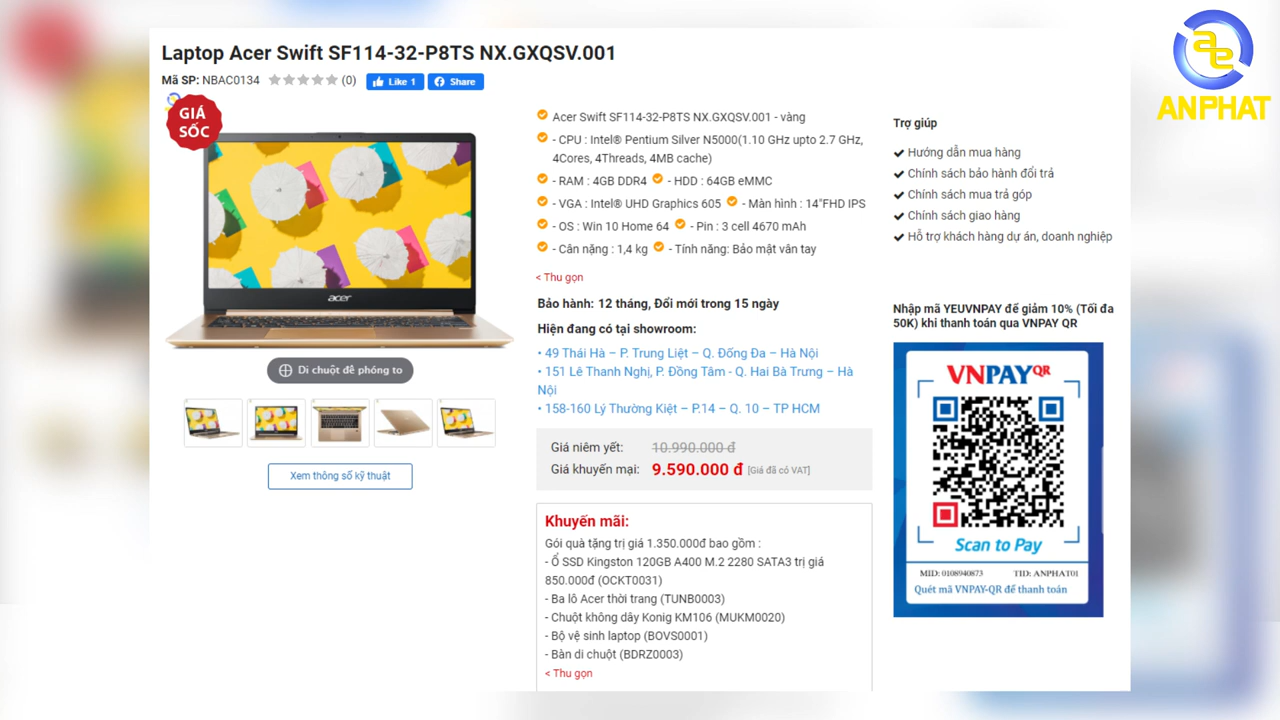 Laptop Acer Swift SF114-32-P8TS NX.GXQSV.001
Mã SP: NBAC0134 (0) Like 1 Share
GIÁ
SỐC
acer
Di chuột để phóng to
Xem thông số kỹ thuật
Acer Swift SF114-32-P8TS NX.GXQSV.001 - vàng
- CPU : Intel® Pentium Silver N5000(1.10 GHz upto 2.7 GHz,
4Cores, 4Threads, 4MB cache)
- RAM : 4GB DDR4 - HDD : 64GB eMMC
- VGA : Intel® UHD Graphics 605 - Màn hình : 14"FHD IPS
- OS : Win 10 Home 64 - Pin : 3 cell 4670 mAh
- Cân nặng : 1,4 kg - Tính năng: Bảo mật vân tay
< Thu gọn
Bảo hành: 12 tháng, Đổi mới trong 15 ngày
Hiện đang có tại showroom:
• 49 Thái Hà – P. Trung Liệt – Q. Đống Đa – Hà Nội
• 151 Lê Thanh Nghị, P. Đồng Tâm - Q. Hai Bà Trưng – Hà
Nội
• 158-160 Lý Thường Kiệt – P.14 – Q. 10 – TP HCM
Giá niêm yết: 10.990.000 đ
Giá khuyến mại: 9.590.000 đ [Giá đã có VAT]
Khuyến mãi:
Gói quà tặng trị giá 1.350.000đ bao gồm :
- Ổ SSD Kingston 120GB A400 M.2 2280 SATA3 trị giá
850.000đ (OCKT0031)
- Ba lô Acer thời trang (TUNB0003)
- Chuột không dây Konig KM106 (MUKM0020)
- Bộ vệ sinh laptop (BOVS0001)
- Bàn di chuột (BDRZ0003)
< Thu gọn
ANPHAT
Trợ giúp
Hướng dẫn mua hàng
Chính sách bảo hành đổi trả
Chính sách mua trả góp
Chính sách giao hàng
Hỗ trợ khách hàng dự án, doanh nghiệp
Nhập mã YEUVNPAY để giảm 10% (Tối đa
50K) khi thanh toán qua VNPAY QR
VNPAYQR
Scan to Pay
MID: 0108940873 TID: ANPHAT01
Quét mã VNPAY-QR để thanh toán